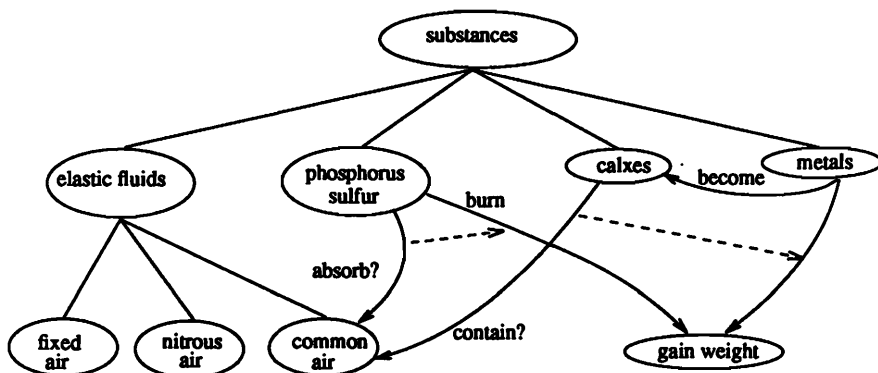 substances
elastic fluids
phosphorus
sulfur
calxes
metals
become
burn
absorb?
contain?
fixed
air
nitrous
air
common
air
gain weight